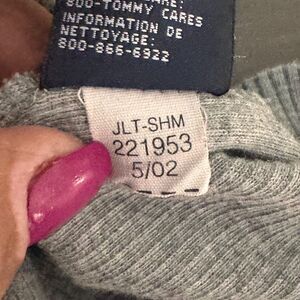 800-TOMMY CARES
INFORMATION DE
NETTOYAGE:
800-866-6922
JLT-SHM
221953
5/02